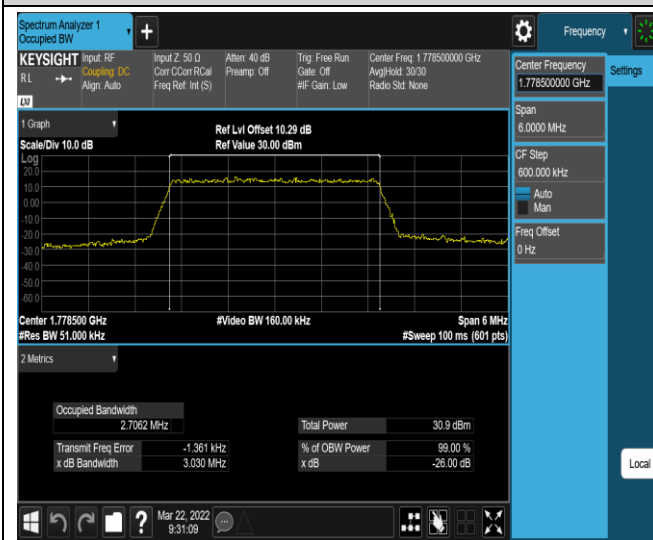 Spectrum Analyzer 1
Occupied BW
+
Frequency
KEYSIGHT
RL
LXI
Input: RF
Coupling: DC
Align: Auto
Input Z: 50 Ω
Corr CCorr RCal
Freq Ref: Int (S)
Atten: 40 dB
Preamp: Off
Trig: Free Run
Gate: Off
#IF Gain: Low
Center Freq: 1.778500000 GHz
Avg|Hold: 30/30
Radio Std: None
Center Frequency
1.778500000 GHz
Settings
Span
6.0000 MHz
CF Step
600.000 kHz
Auto
Man
Freq Offset
0 Hz
1 Graph
Scale/Div 10.0 dB
Ref Lvl Offset 10.29 dB
Ref Value 30.00 dBm
Log
20.0
10.0
0.00
-10.0
-20.0
-30.0
-50.0
-60.0
Center 1.778500 GHz
#Video BW 160.00 kHz
Span 6 MHz
#Res BW 51.000 kHz
#Sweep 100 ms (601 pts)
2 Metrics
Occupied Bandwidth
2.7062 MHz
Total Power 30.9 dBm
Transmit Freq Error -1.361 kHz
% of OBW Power 99.00 %
x dB Bandwidth 3.030 MHz
x dB -26.00 dB
Local
?
Mar 22, 2022
9:31:09